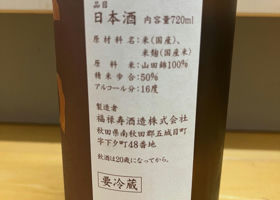 品目
日本酒 内容量720ml
原材料名:米(国産)、
米麹(国産米)
原料米:山田錦100%
精米歩合:50%
アルコール分:16度
製造者
福禄寿酒造株式会社
秋田県南秋田郡五城目町
字下夕町48番地
飲酒は20歳になってから。
要冷蔵